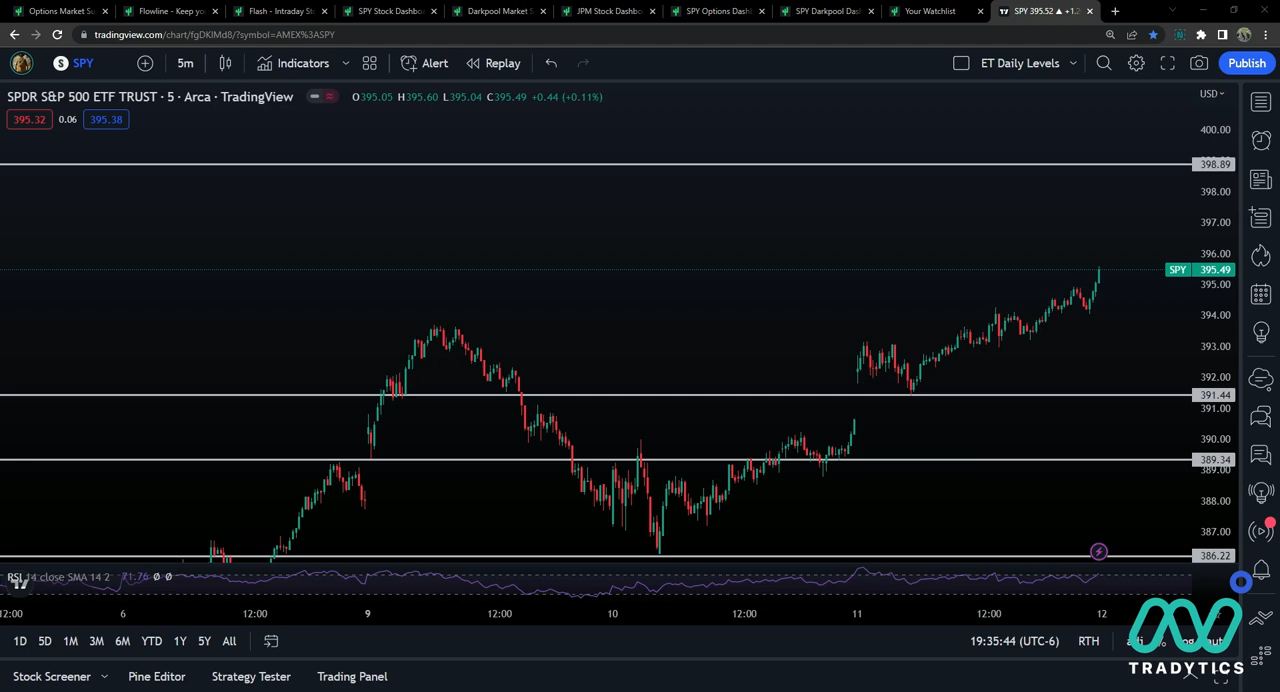 Options Market Su
Flowline - Keep yo
Flash - Intraday St
SPY Stock Dashbo
Darkpool Market S
JPM Stock Dashbo
SPY Options Dash
SPY Darkpool Das
Your Watchlist
SPY 395.52 ▲ +1.2
tradingview.com/chart/fgDKIMd8/?symbol=AMEX%3ASPY
S SPY
5m
Indicators
Alert
Replay
ET Daily Levels
Publish
SPDR S&P 500 ETF TRUST · 5 · Arca · TradingView
O395.05 H395.60 L395.04 C395.49 +0.44 (+0.11%)
USD
395.32 0.06 395.38
400.00
398.89
398.00
397.00
396.00
SPY 395.49
395.00
394.00
393.00
392.00
391.44
391.00
390.00
389.34
389.00
388.00
387.00
386.22
RSI 14 close SMA 14 2 71.76 Ø Ø
12:00 6 12:00 9 12:00 10 12:00 11 12:00 12
1D 5D 1M 3M 6M YTD 1Y 5Y All
19:35:44 (UTC-6) RTH adj
TRADYTICS
Stock Screener Pine Editor Strategy Tester Trading Panel